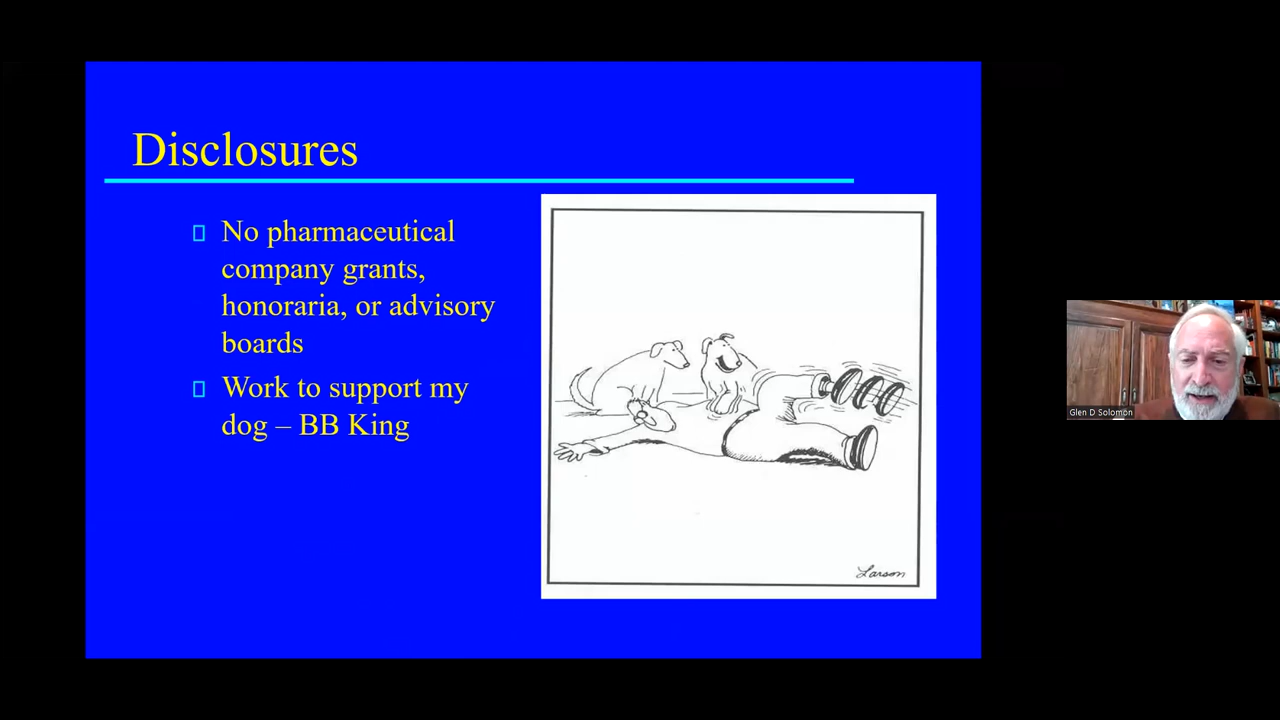 Disclosures
No pharmaceutical
company grants,
honoraria, or advisory
boards
Work to support my
dog – BB King
Larson
Glen D Solomon